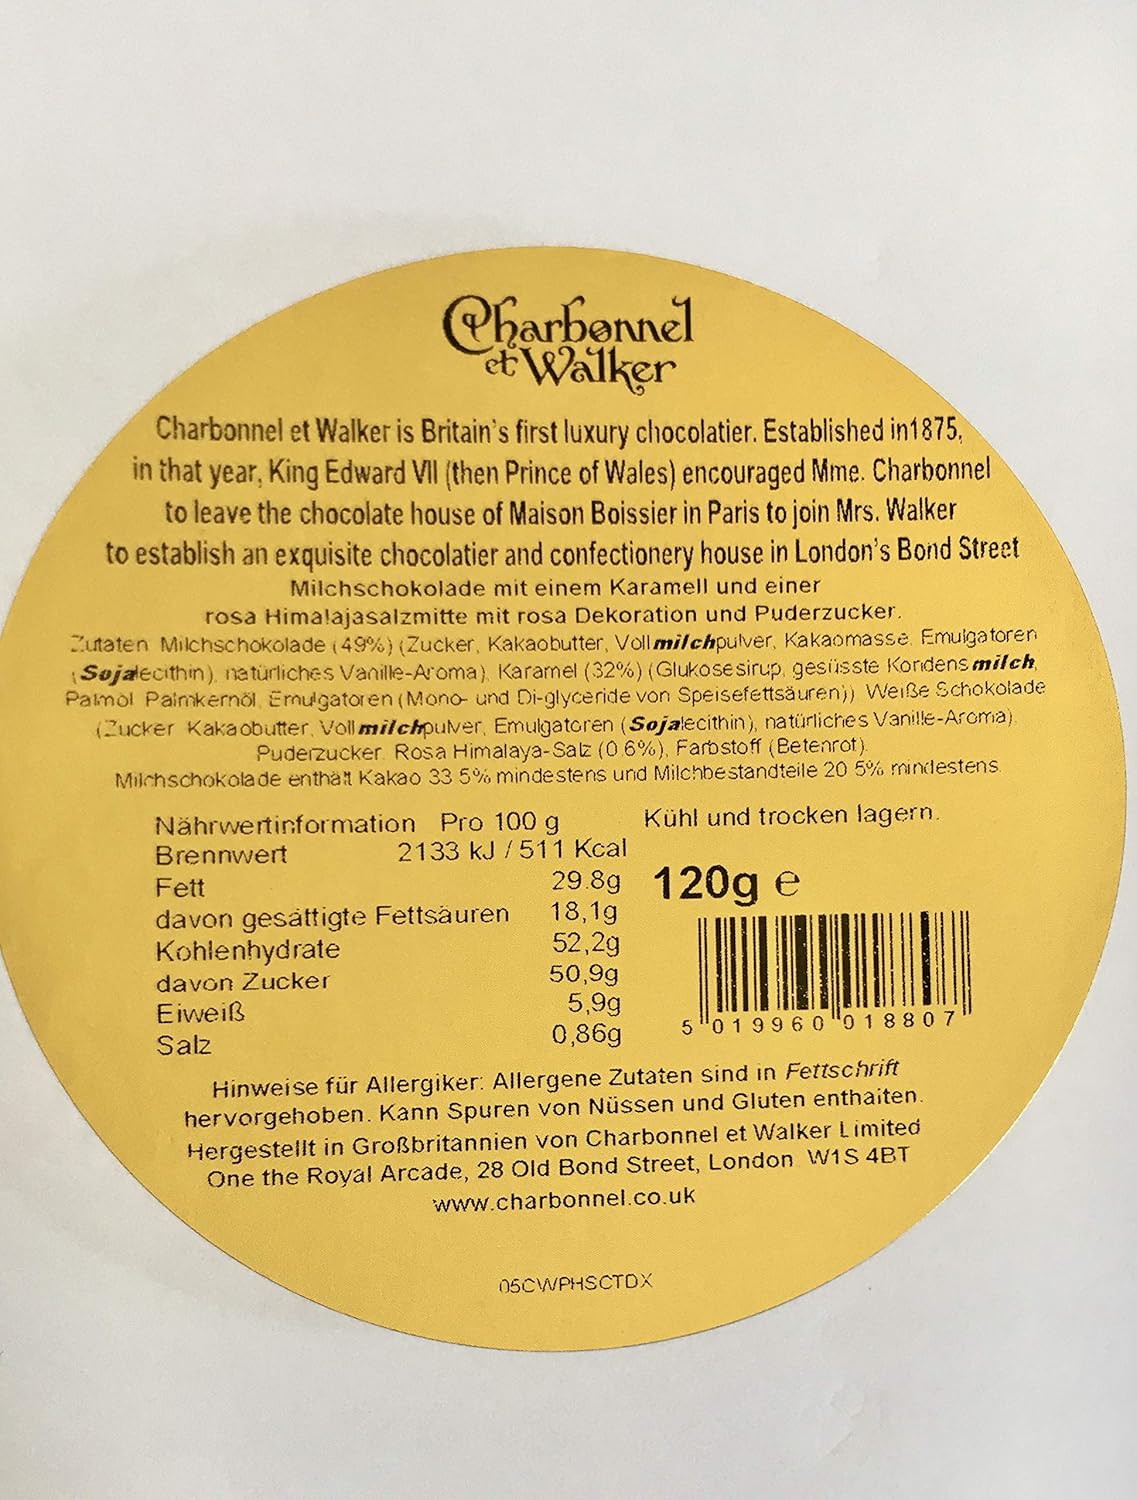 Charbonnel
et Walker
Charbonnel et Walker is Britain's first luxury chocolatier. Established in1875,
in that year, King Edward VII (then Prince of Wales) encouraged Mme. Charbonnel
to leave the chocolate house of Maison Boissier in Paris to join Mrs. Walker
to establish an exquisite chocolatier and confectionery house in London's Bond Street
Milchschokolade mit einem Karamell und einer
rosa Himalajasalzmitte mit rosa Dekoration und Puderzucker.
Zutaten Milchschokolade (49%) (Zucker, Kakaobutter, Vollmilchpulver, Kakaomasse, Emulgatoren
(Sojalecithin), natürliches Vanille-Aroma), Karamel (32%) (Glukosesirup, gesüsste Kondensmilch,
Palmöl Palmkernöl, Emulgatoren (Mono- und Di-glyceride von Speisefettsäuren)) Weiße Schokolade
(Zucker Kakaobutter, Vollmilchpulver, Emulgatoren (Sojalecithin), natürliches Vanille-Aroma),
Puderzucker, Rosa Himalaya-Salz (0.6%), Farbstoff (Betenrot).
Milchschokolade enthält Kakao 33.5% mindestens und Milchbestandteile 20.5% mindestens.
Nährwertinformation Pro 100 g
Kühl und trocken lagern.
Brennwert 2133 kJ / 511 Kcal
Fett 29.8g
120g e
davon gesättigte Fettsäuren 18,1g
Kohlenhydrate 52,2g
davon Zucker 50,9g
Eiweiß 5,9g
Salz 0,86g
5 019960 018807
Hinweise für Allergiker: Allergene Zutaten sind in Fettschrift
hervorgehoben. Kann Spuren von Nüssen und Gluten enthalten.
Hergestellt in Großbritannien von Charbonnel et Walker Limited
One the Royal Arcade, 28 Old Bond Street, London W1S 4BT
www.charbonnel.co.uk
05CWPHSCTDX